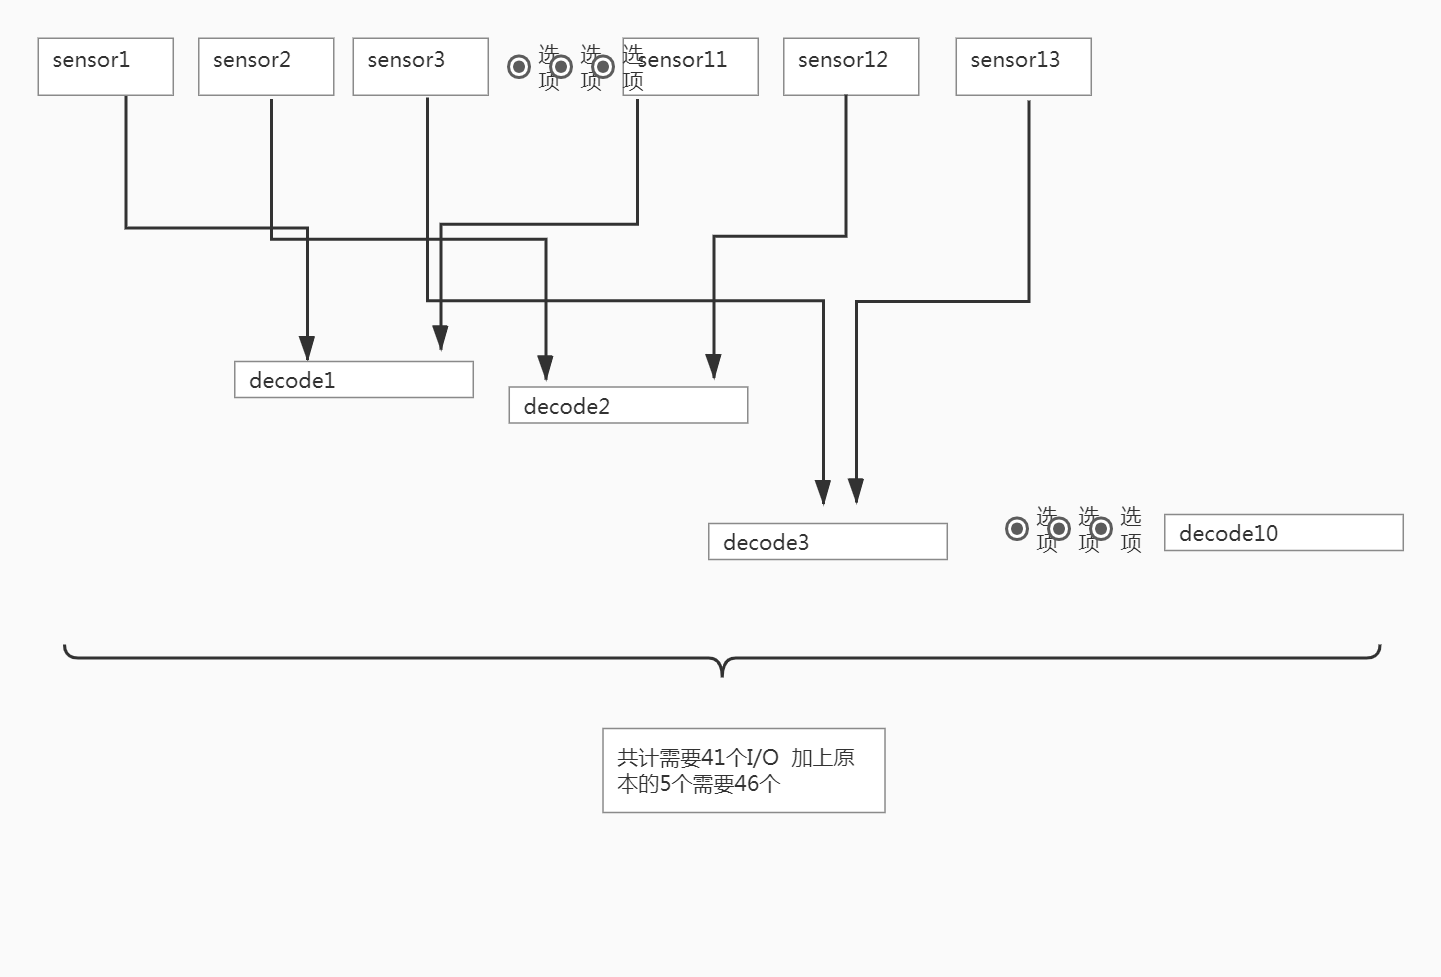 sensor1
sensor2
sensor3
选项
选项
选项
sensor11
sensor12
sensor13
decode1
decode2
decode3
选项
选项
选项
decode10
共计需要41个I/O  加上原
本的5个需要46个